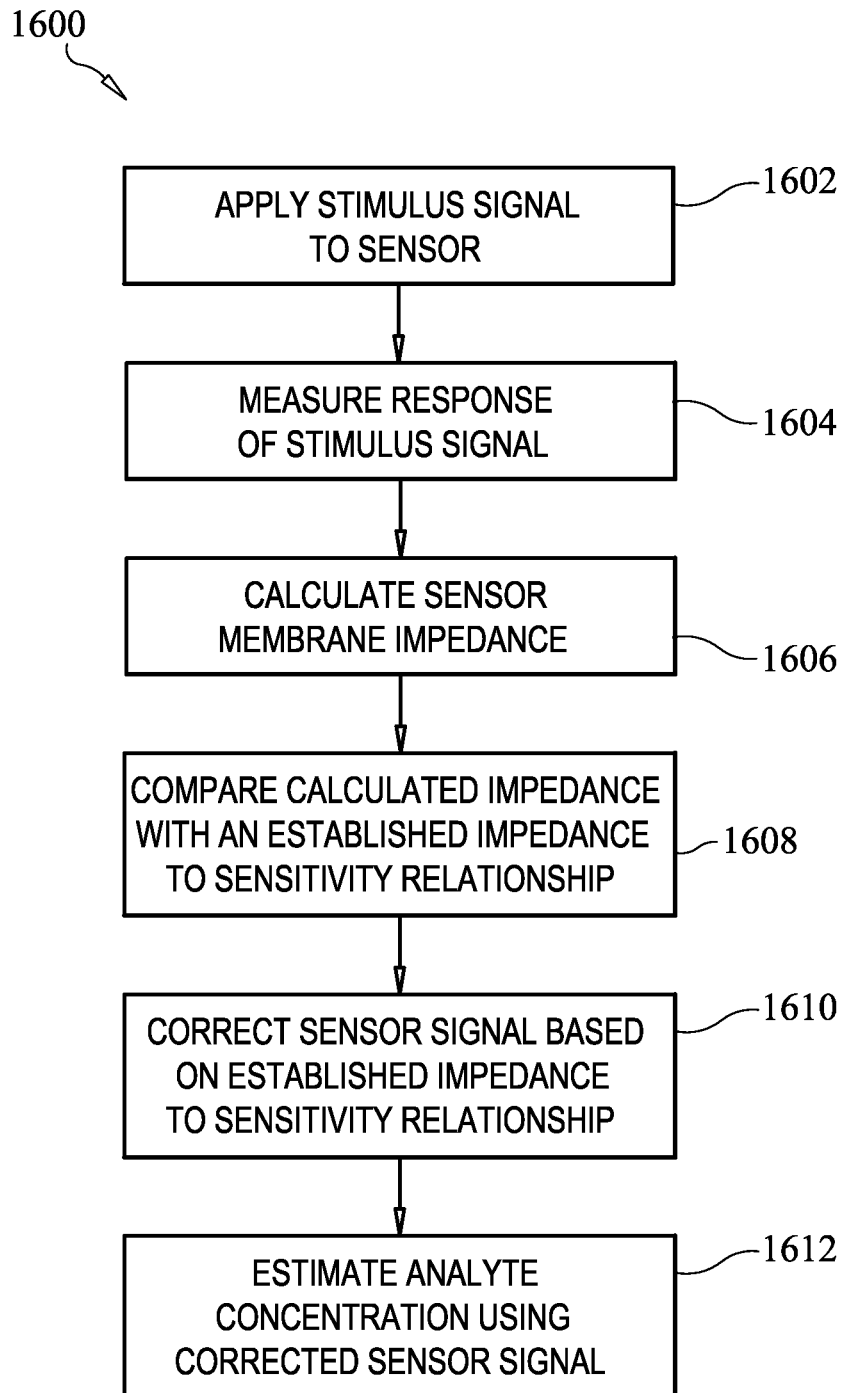 1600
APPLY STIMULUS SIGNAL
TO SENSOR
1602
MEASURE RESPONSE
OF STIMULUS SIGNAL
1604
CALCULATE SENSOR
MEMBRANE IMPEDANCE
1606
COMPARE CALCULATED IMPEDANCE
WITH AN ESTABLISHED IMPEDANCE
TO SENSITIVITY RELATIONSHIP
1608
CORRECT SENSOR SIGNAL BASED
ON ESTABLISHED IMPEDANCE
TO SENSITIVITY RELATIONSHIP
1610
ESTIMATE ANALYTE
CONCENTRATION USING
CORRECTED SENSOR SIGNAL
1612